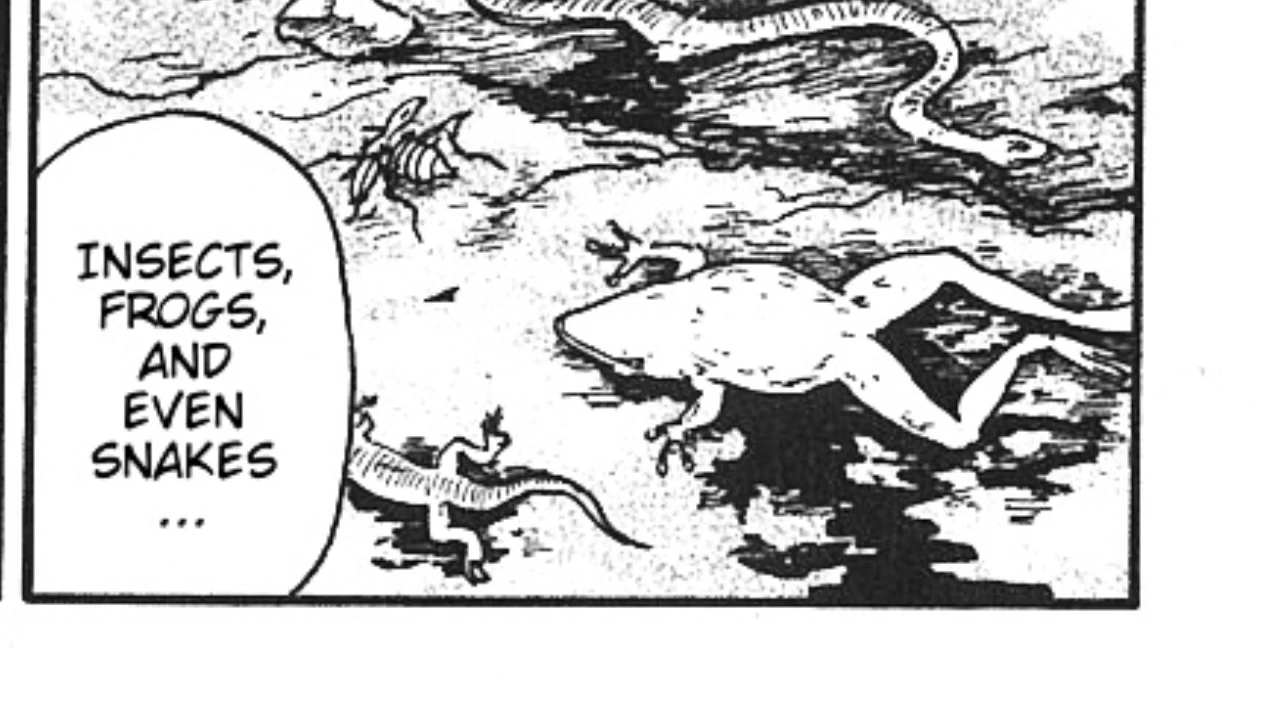 INSECTS,
FROGS,
AND
EVEN
SNAKES
...